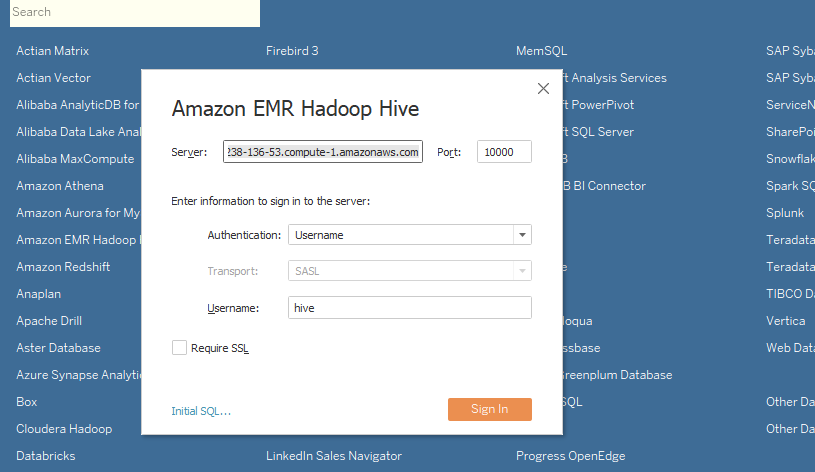 Search
Actian Matrix
Firebird 3
MemSQL
SAP Syba
Actian Vector
t Analysis Services
SAP Syba
Alibaba AnalyticDB for
ft PowerPivot
ServiceN
Alibaba Data Lake Anal
ft SQL Server
SharePoi
Alibaba MaxCompute
Snowflak
Amazon Athena
B BI Connector
Spark SQ
Amazon Aurora for My
Splunk
Amazon EMR Hadoop
Teradata
Amazon Redshift
Teradata
Anaplan
TIBCO Da
Apache Drill
loqua
Vertica
Aster Database
ssbase
Web Data
Azure Synapse Analytic
Greenplum Database
Box
SQL
Other Da
Cloudera Hadoop
Other Da
Databricks
LinkedIn Sales Navigator
Progress OpenEdge
Amazon EMR Hadoop Hive
Server:
238-136-53.compute-1.amazonaws.com
Port:
10000
Enter information to sign in to the server:
Authentication:
Username
Transport:
SASL
Username:
hive
Require SSL
Initial SQL...
Sign In